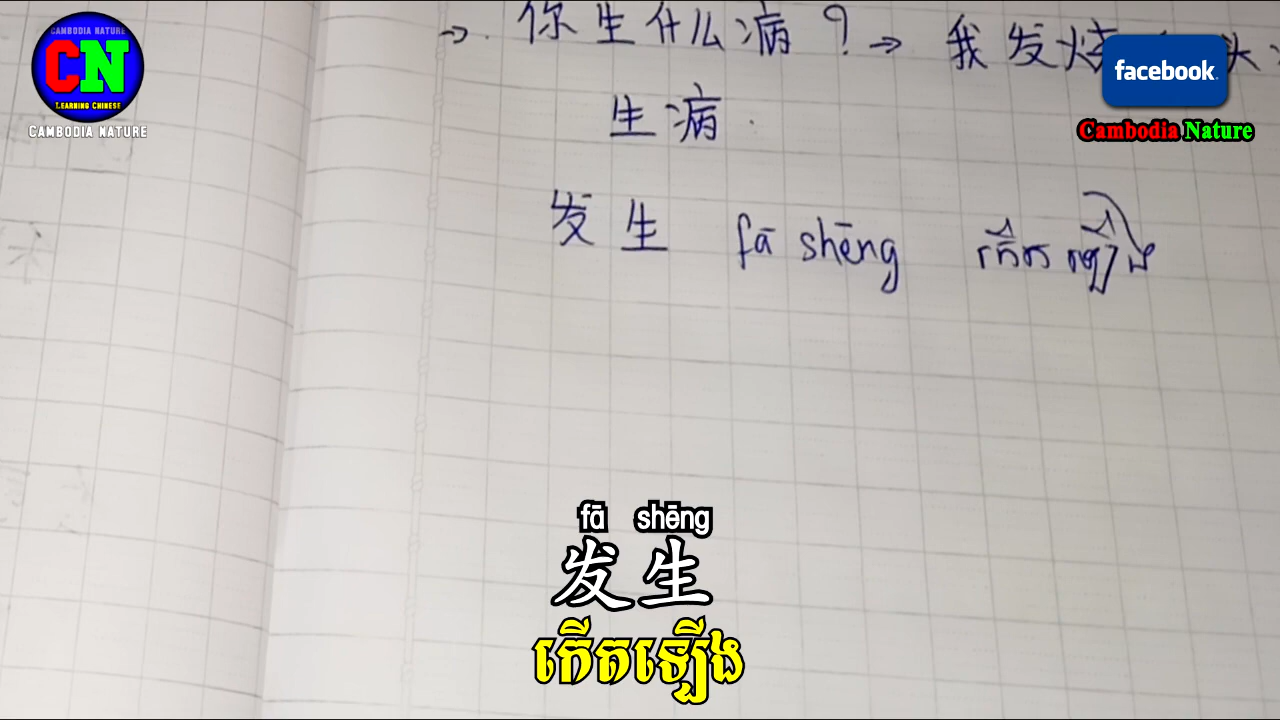 CAMBODIA NATURE
CN
LEARNING CHINESE
CAMBODIA NATURE
facebook
Cambodia Nature
→ 你生什么病？→ 我发烧 头
生病
发生 fā shēng កើតឡើង
fā shēng
发生
កើតឡើង